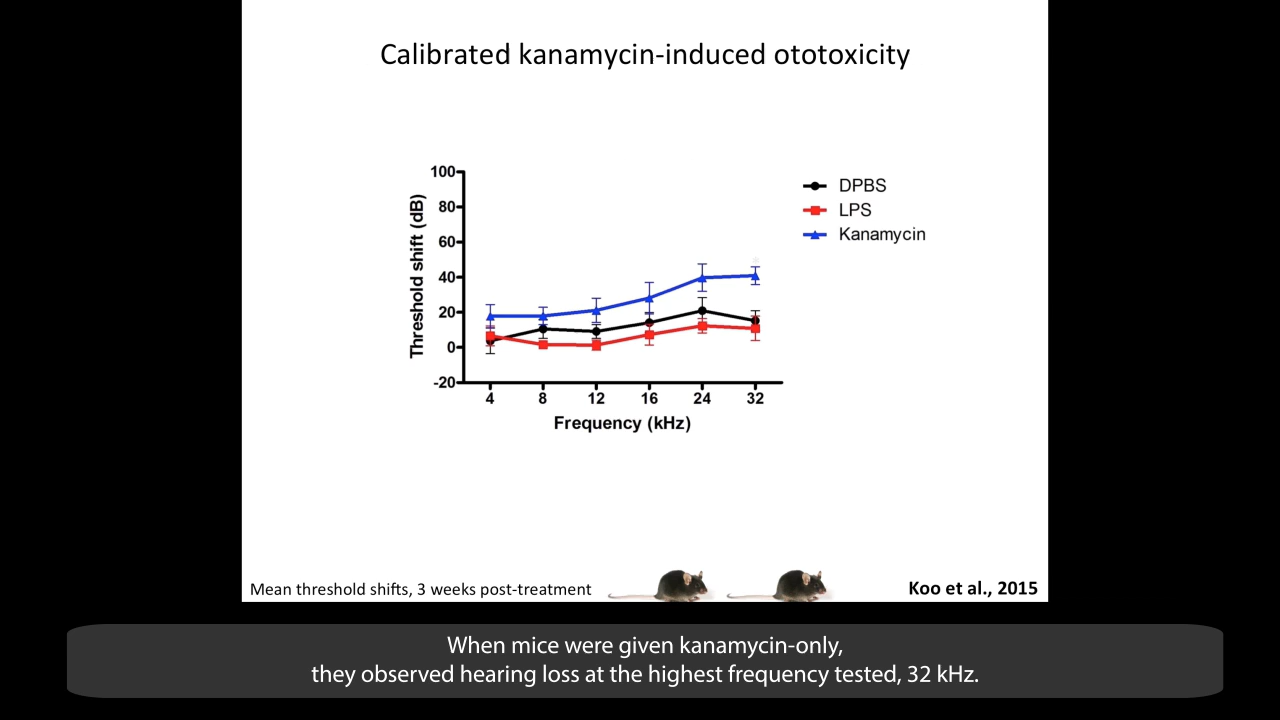 Calibrated kanamycin-induced ototoxicity
Threshold shift (dB)
100
80
60
40
20
0
-20
4 8 12 16 24 32
Frequency (kHz)
DPBS
LPS
Kanamycin
Mean threshold shifts, 3 weeks post-treatment
Koo et al., 2015
When mice were given kanamycin-only,
they observed hearing loss at the highest frequency tested, 32 kHz.